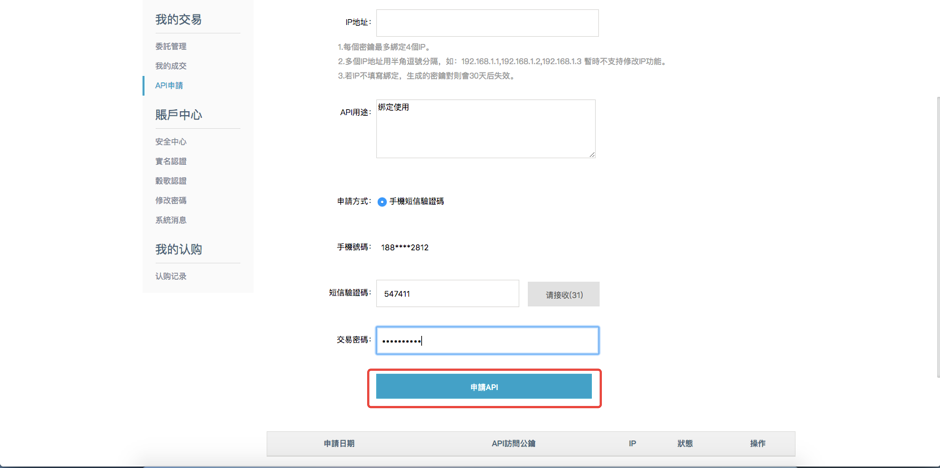 我的交易
委託管理
我的成交
API申請
賬戶中心
安全中心
實名認證
穀歌認證
修改密碼
系統消息
我的认购
认购记录
IP地址:
1.每個密鑰最多綁定4個IP。
2.多個IP地址用半角逗號分隔，如：192.168.1.1,192.168.1.2,192.168.1.3 暫時不支持修改IP功能。
3.若IP不填寫綁定，生成的密鑰對則會30天后失效。
API用途:
绑定使用
申請方式:
手機短信驗證碼
手機號碼:
188****2812
短信驗證碼:
547411
请接收(31)
交易密碼:
申請API
申請日期 API訪問公鑰 IP 狀態 操作